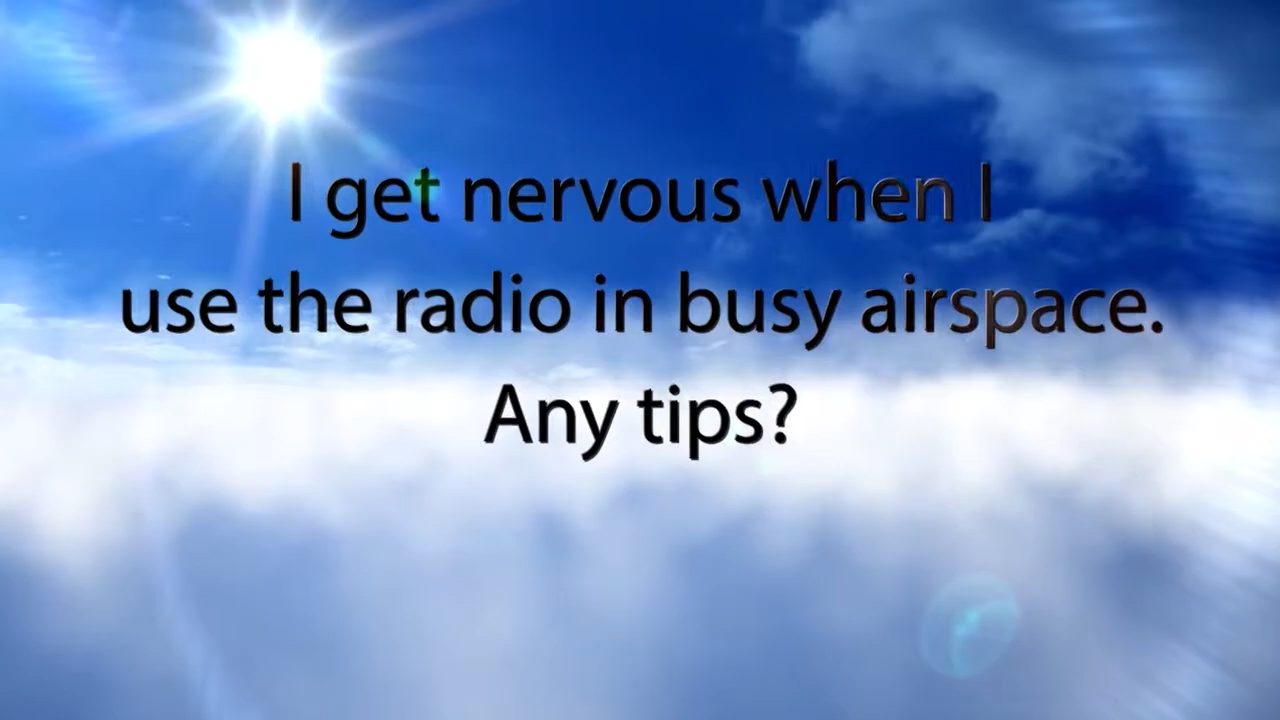 I get nervous when I
use the radio in busy airspace.
Any tips?